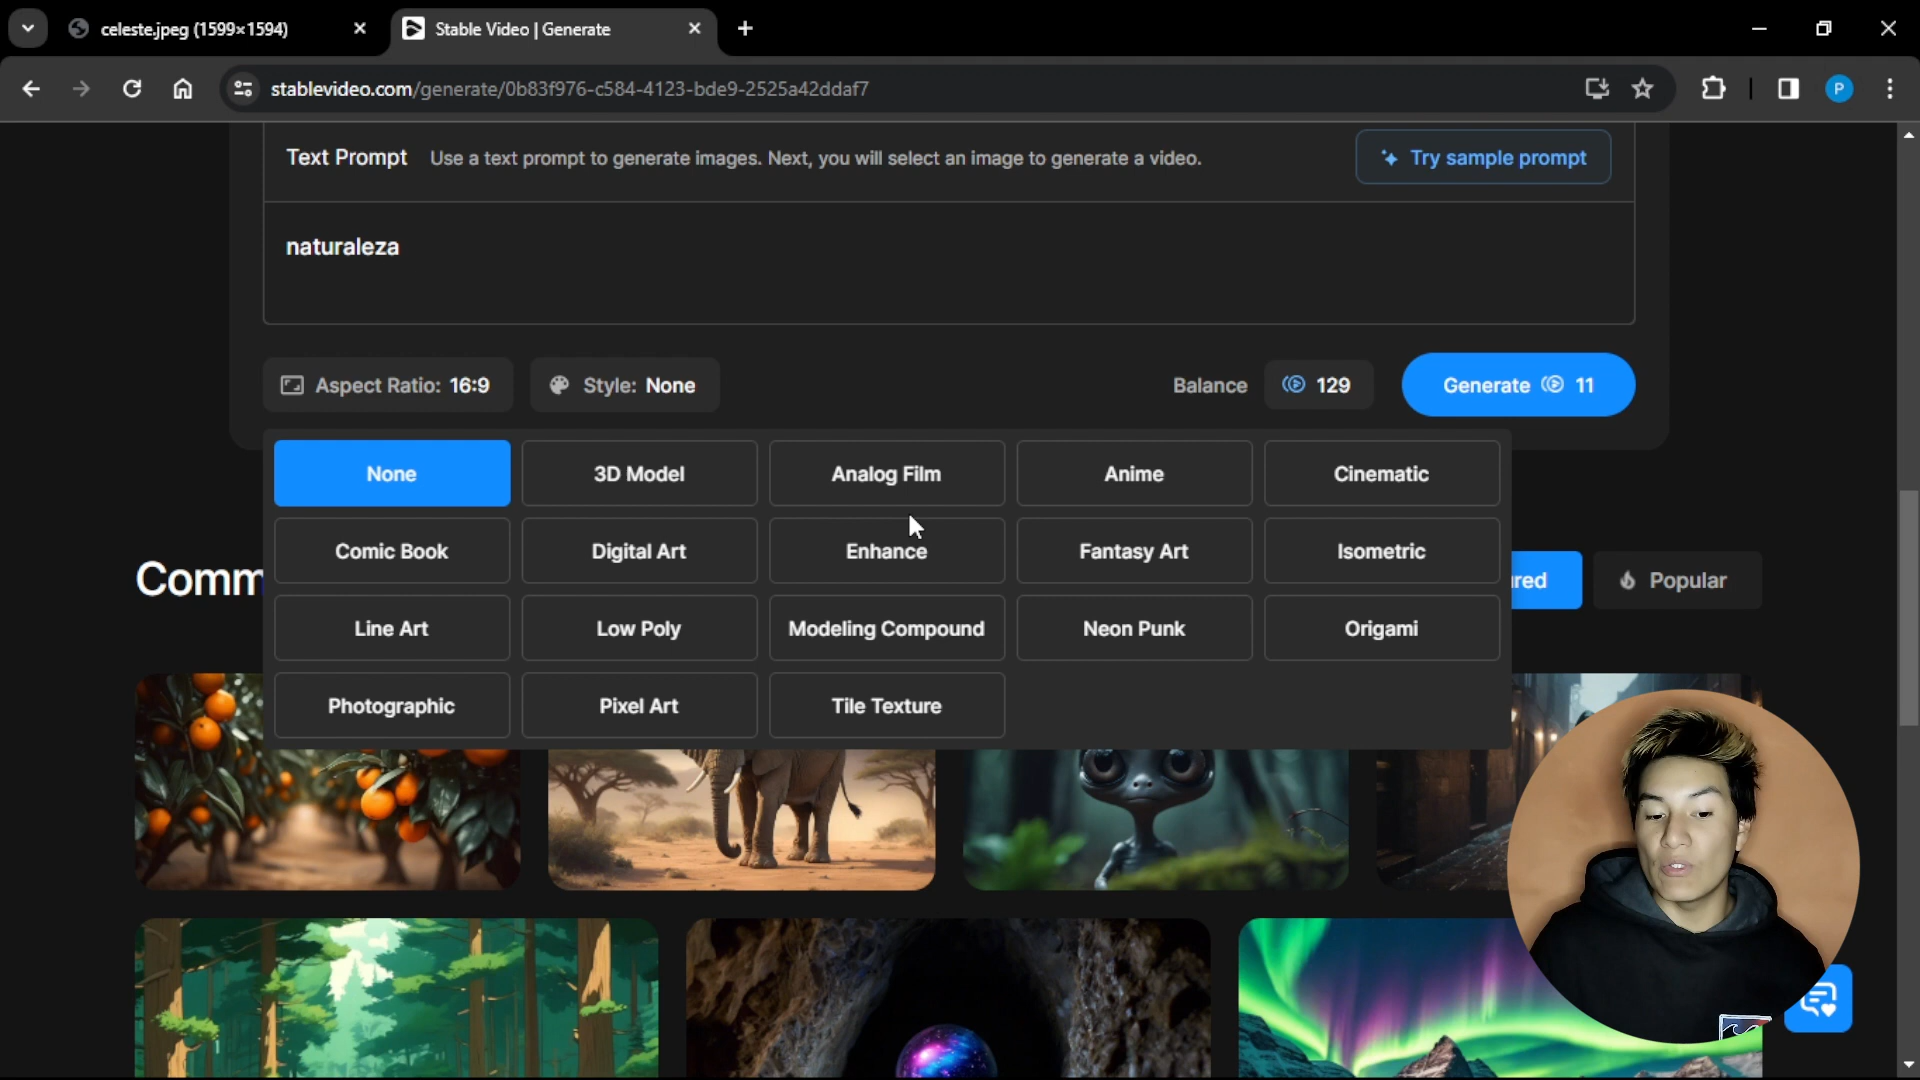 celeste.jpeg (1599×1594)
Stable Video | Generate
stablevideo.com/generate/0b83f976-c584-4123-bde9-2525a42ddaf7
P
Text Prompt Use a text prompt to generate images. Next, you will select an image to generate a video.
Try sample prompt
naturaleza
Aspect Ratio: 16:9
Style: None
Balance 129
Generate 11
None 3D Model Analog Film Anime Cinematic
Comic Book Digital Art Enhance Fantasy Art Isometric
Line Art Low Poly Modeling Compound Neon Punk Origami
Photographic Pixel Art Tile Texture
Comm
red
Popular